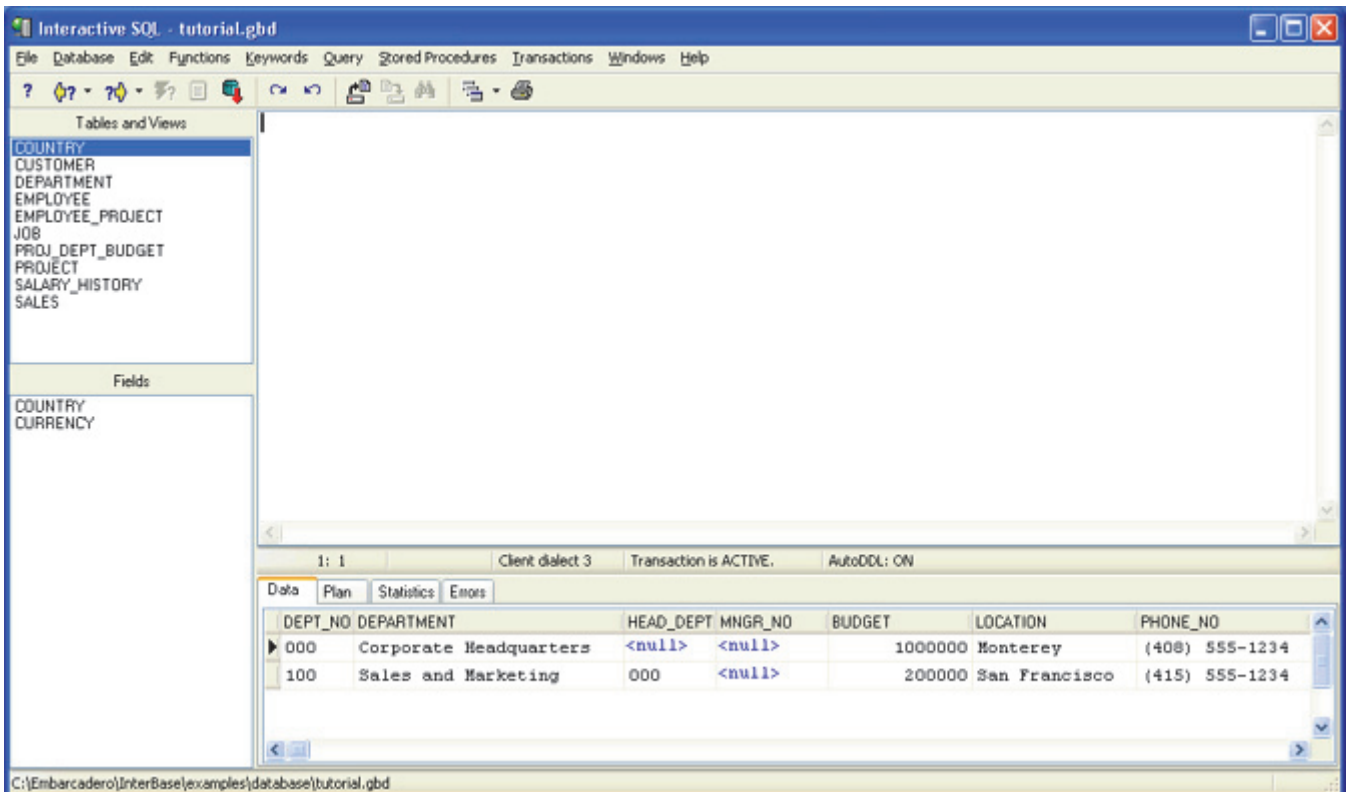 Interactive SQL - tutorial.gbd
File Database Edit Functions Keywords Query Stored Procedures Transactions Windows Help
Tables and Views
COUNTRY
CUSTOMER
DEPARTMENT
EMPLOYEE
EMPLOYEE_PROJECT
JOB
PROJ_DEPT_BUDGET
PROJECT
SALARY_HISTORY
SALES
Fields
COUNTRY
CURRENCY
1: 1 Client dialect 3 Transaction is ACTIVE. AutoDDL: ON
Data Plan Statistics Errors
DEPT_NO DEPARTMENT HEAD_DEPT MNGR_NO BUDGET LOCATION PHONE_NO
000 Corporate Headquarters <null> <null> 1000000 Monterey (408) 555-1234
100 Sales and Marketing 000 <null> 200000 San Francisco (415) 555-1234
C:\Embarcadero\InterBase\examples\database\tutorial.gbd